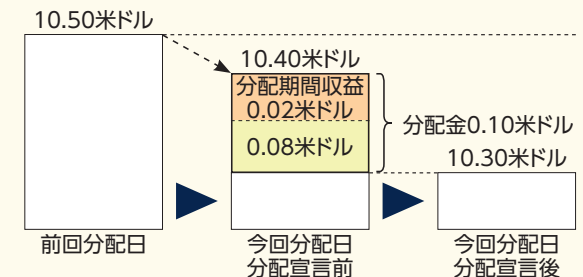 10.50米ドル
10.40米ドル
分配期間収益
0.02米ドル
0.08米ドル
分配金0.10米ドル
10.30米ドル
前回分配日
今回分配日
分配宣言前
今回分配日
分配宣言後